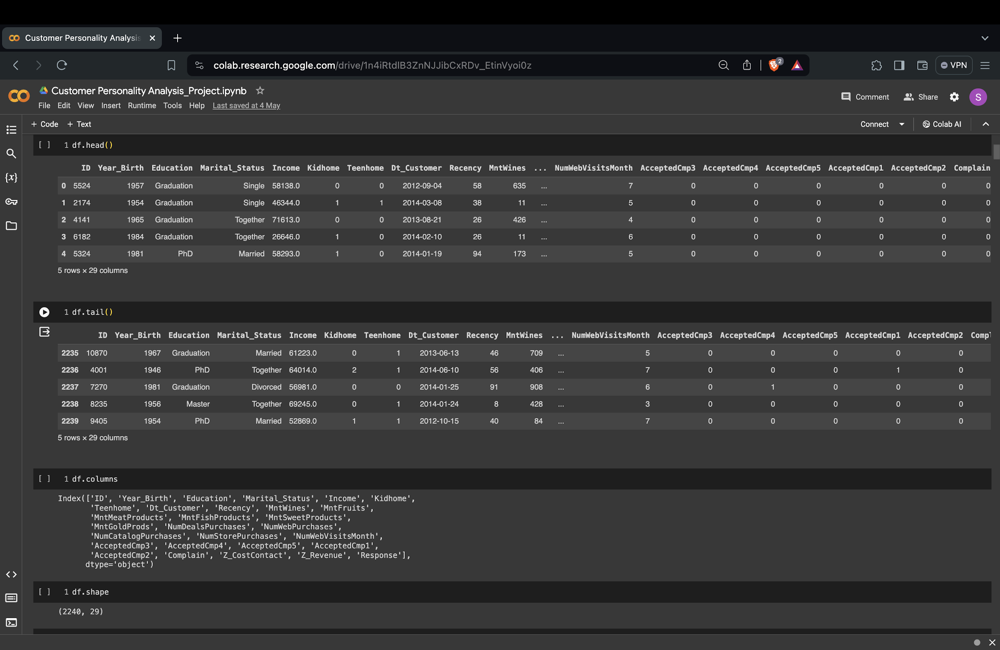 Customer Personality Analysis
colab.research.google.com/drive/1n4iRtdIB3ZnNJJibCxRDv_EtinVyoi0z
2
VPN
Customer Personality Analysis_Project.ipynb
Comment
Share
S
File Edit View Insert Runtime Tools Help Last saved at 4 May
+ Code + Text
Connect
Colab AI
[ ] 1 df.head()
ID Year_Birth Education Marital_Status Income Kidhome Teenhome Dt_Customer Recency MntWines ... NumWebVisitsMonth AcceptedCmp3 AcceptedCmp4 AcceptedCmp5 AcceptedCmp1 AcceptedCmp2 Complain
0 5524 1957 Graduation Single 58138.0 0 0 2012-09-04 58 635 ... 7 0 0 0 0 0 0
1 2174 1954 Graduation Single 46344.0 1 1 2014-03-08 38 11 ... 5 0 0 0 0 0 0
2 4141 1965 Graduation Together 71613.0 0 0 2013-08-21 26 426 ... 4 0 0 0 0 0 0
3 6182 1984 Graduation Together 26646.0 1 0 2014-02-10 26 11 ... 6 0 0 0 0 0 0
4 5324 1981 PhD Married 58293.0 1 0 2014-01-19 94 173 ... 5 0 0 0 0 0 0
5 rows × 29 columns
1 df.tail()
ID Year_Birth Education Marital_Status Income Kidhome Teenhome Dt_Customer Recency MntWines ... NumWebVisitsMonth AcceptedCmp3 AcceptedCmp4 AcceptedCmp5 AcceptedCmp1 AcceptedCmp2 Compl
2235 10870 1967 Graduation Married 61223.0 0 1 2013-06-13 46 709 ... 5 0 0 0 0 0
2236 4001 1946 PhD Together 64014.0 2 1 2014-06-10 56 406 ... 7 0 0 0 1 0
2237 7270 1981 Graduation Divorced 56981.0 0 0 2014-01-25 91 908 ... 6 0 1 0 0 0
2238 8235 1956 Master Together 69245.0 0 1 2014-01-24 8 428 ... 3 0 0 0 0 0
2239 9405 1954 PhD Married 52869.0 1 1 2012-10-15 40 84 ... 7 0 0 0 0 0
5 rows × 29 columns
[ ] 1 df.columns
Index(['ID', 'Year_Birth', 'Education', 'Marital_Status', 'Income', 'Kidhome',
'Teenhome', 'Dt_Customer', 'Recency', 'MntWines', 'MntFruits',
'MntMeatProducts', 'MntFishProducts', 'MntSweetProducts',
'MntGoldProds', 'NumDealsPurchases', 'NumWebPurchases',
'NumCatalogPurchases', 'NumStorePurchases', 'NumWebVisitsMonth',
'AcceptedCmp3', 'AcceptedCmp4', 'AcceptedCmp5', 'AcceptedCmp1',
'AcceptedCmp2', 'Complain', 'Z_CostContact', 'Z_Revenue', 'Response'],
dtype='object')
[ ] 1 df.shape
(2240, 29)